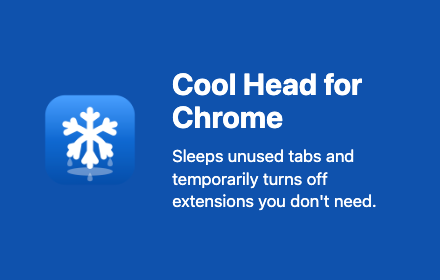 Cool Head for
Chrome
Sleeps unused tabs and
temporarily turns off
extensions you don't need.